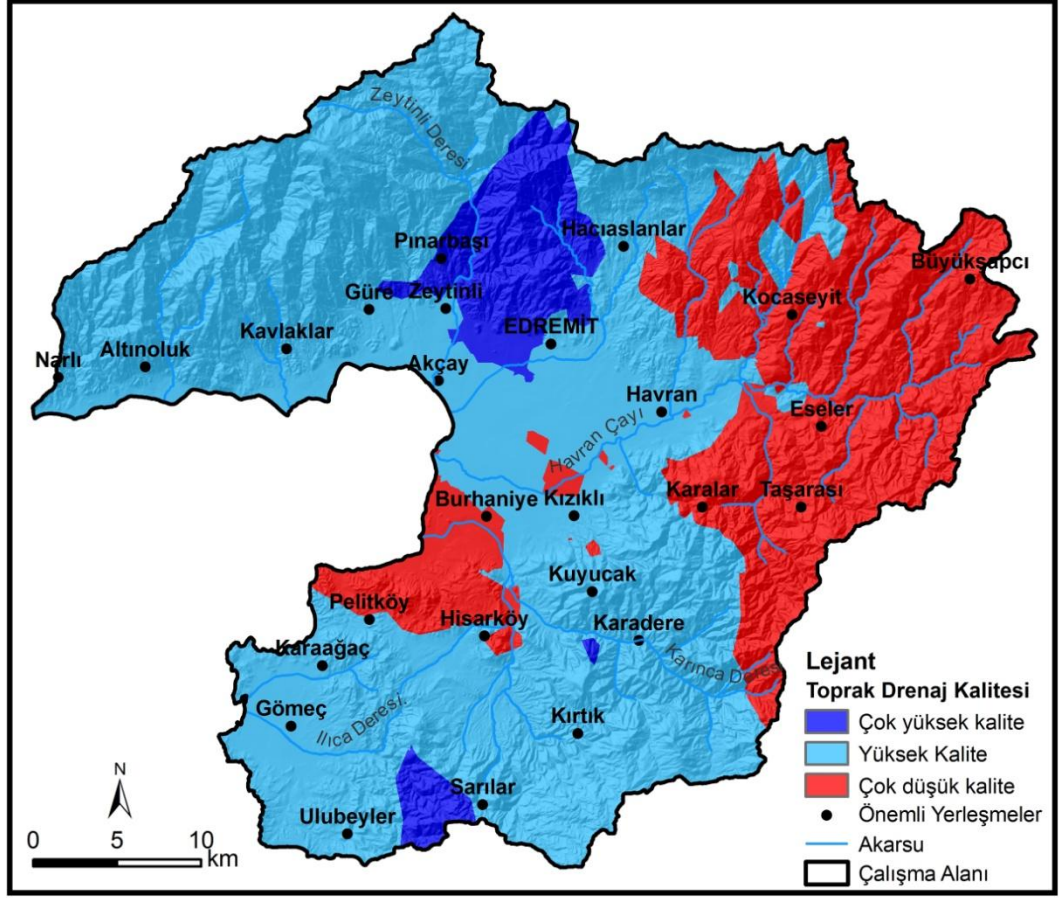 Zeytinli Deresi
Hacıaslanlar
Pınarbaşı
Büyükşapcı
Güre
Zeytinli
Kocaseyit
EDREMİT
Kavlaklar
Narlı
Altınoluk
Akçay
Havran
Eseler
Havran Çayı
Burhaniye
Kızıklı
Karalar
Taşarası
Kuyucak
Pelitköy
Hisarköy
Karadere
Karaağaç
Karınca Deresi
Gömeç
Ilıca Deresi.
Kırtık
Sarılar
Ulubeyler
N
0 5 10
km
Lejant
Toprak Drenaj Kalitesi
Çok yüksek kalite
Yüksek Kalite
Çok düşük kalite
Önemli Yerleşmeler
Akarsu
Çalışma Alanı